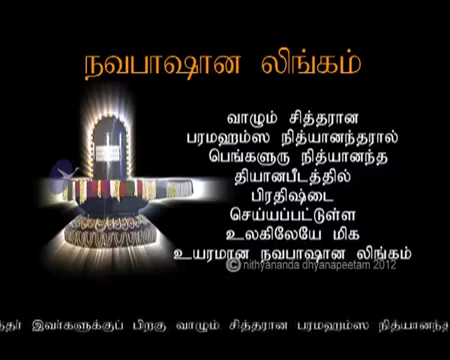 நவபாஷான லிங்கம்
வாழும் சித்தரான
பரமஹம்ஸ நித்யானந்தரால்
பெங்களுரு நித்யானந்த
தியானபீடத்தில்
பிரதிஷ்டை
செய்யப்பட்டுள்ள
உலகிலேயே மிக
உயரமான நவபாஷான லிங்கம்
© nithyananda dhyanapeetam 2012
இவர்களுக்குப் பிறகு வாழும் சித்தரான பரமஹம்ஸ